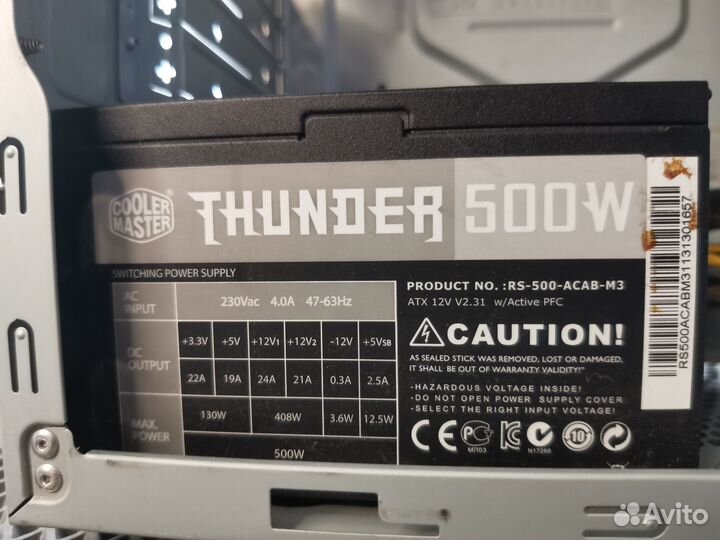 COOLER MASTER THUNDER 500W
SWITCHING POWER SUPPLY
AC INPUT 230Vac 4.0A 47-63Hz
DC OUTPUT +3.3V +5V +12V1 +12V2 -12V +5VSB
22A 19A 24A 21A 0.3A 2.5A
MAX. POWER 130W 408W 3.6W 12.5W
500W
PRODUCT NO. :RS-500-ACAB-M3
ATX 12V V2.31 w/Active PFC
CAUTION!
AS SEALED STICK WAS REMOVED, LOST OR DAMAGED,
IT SHALL BE OUT OF WARRANTY VALIDITY!"
-HAZARDOUS VOLTAGE INSIDE!
-DO NOT OPEN POWER SUPPLY COVER
-SELECT THE RIGHT INPUT VOLTAGE!
CE 10
МЛ03 N17266
RS500ACABM31131301657
Avito